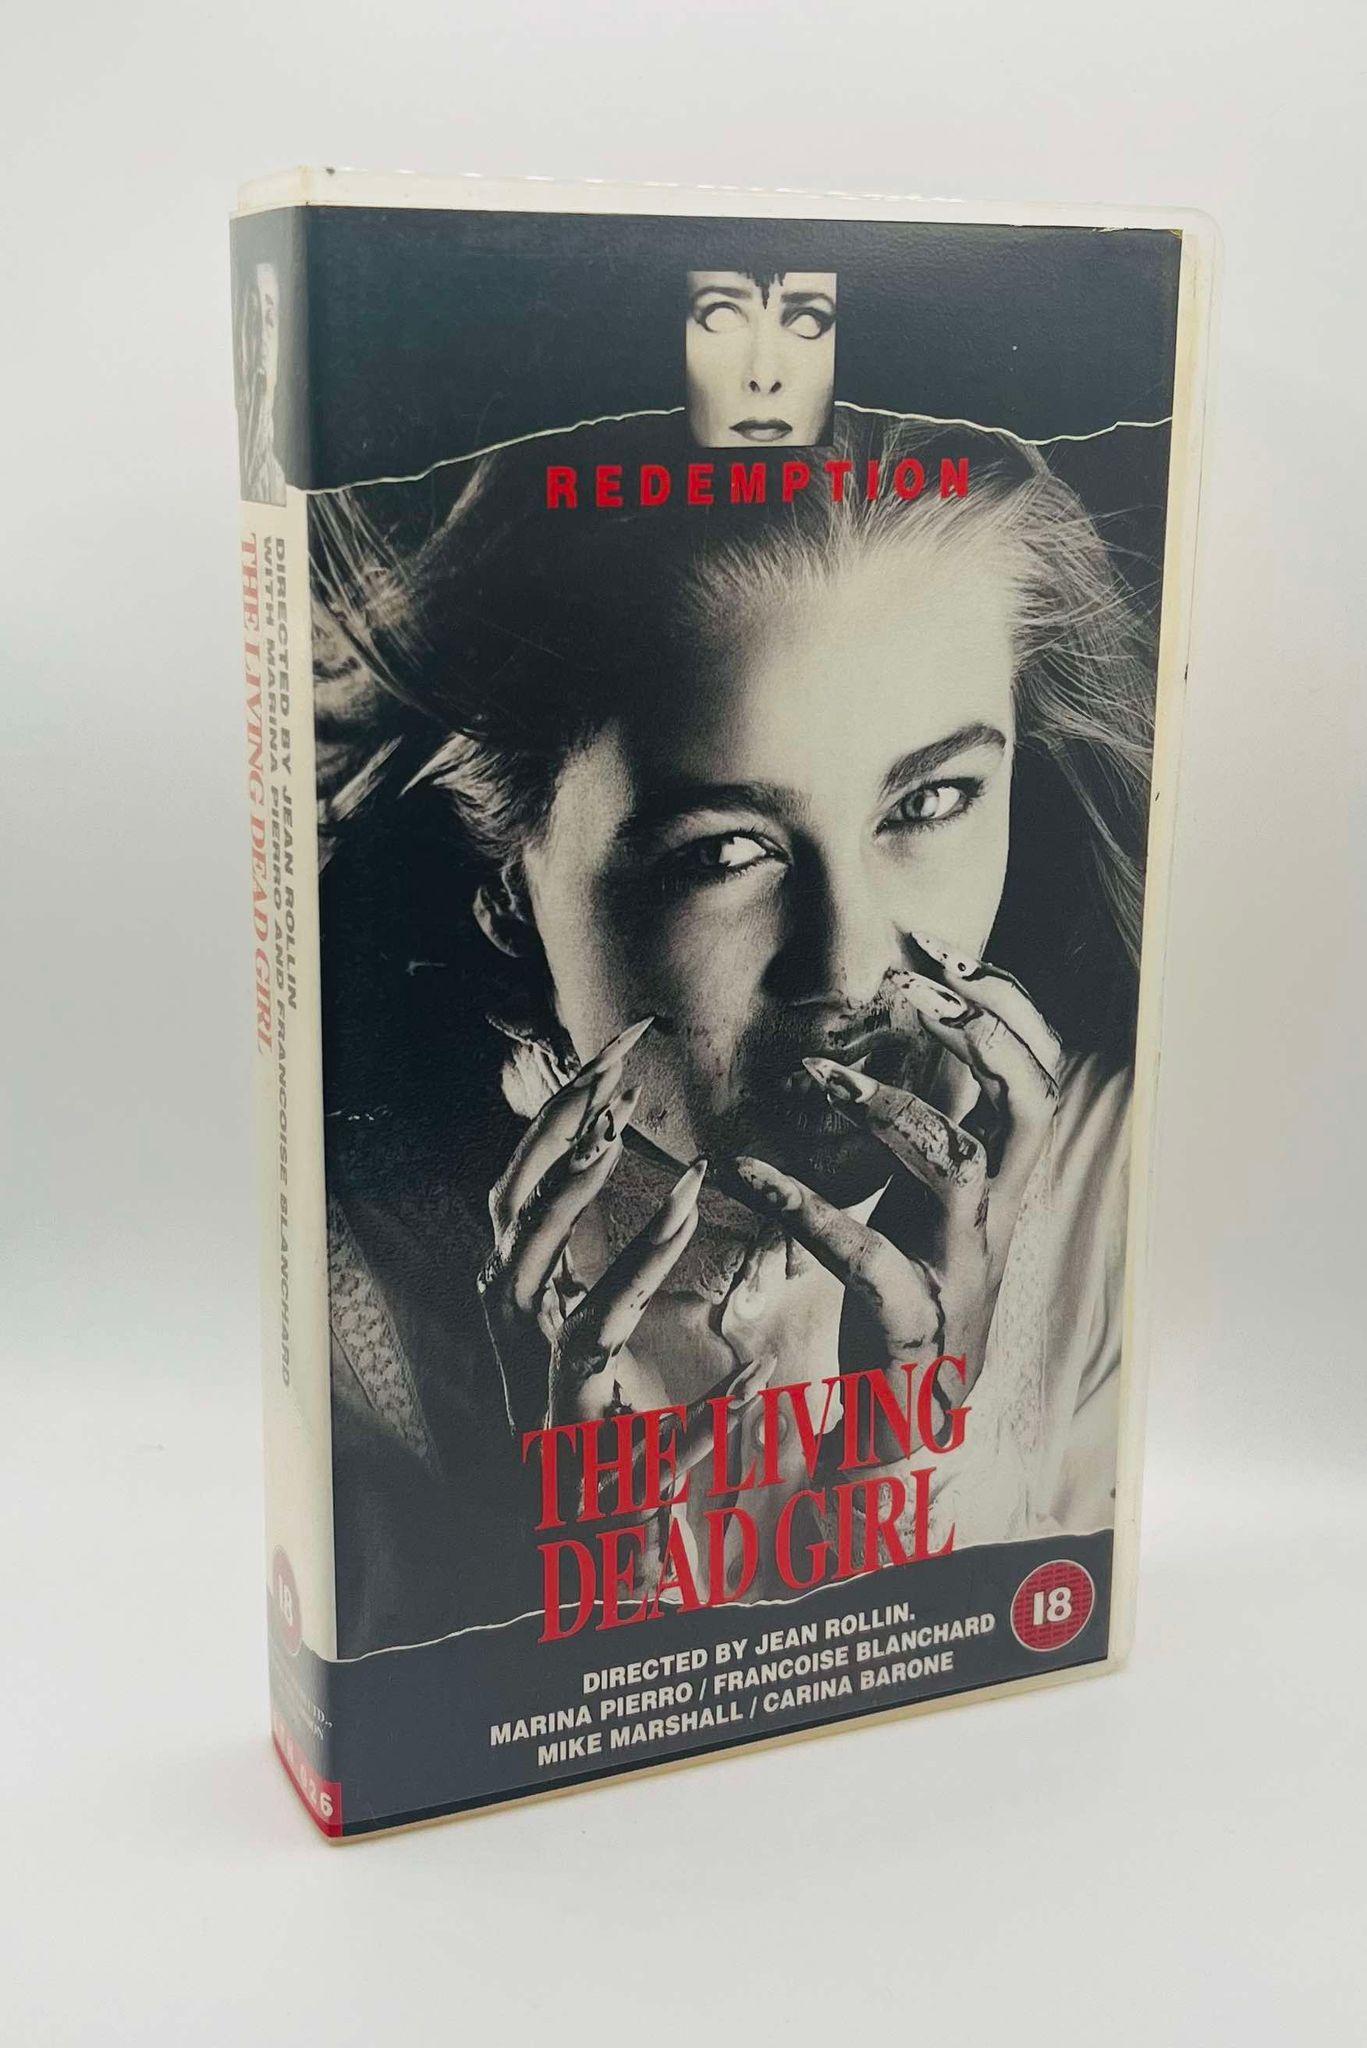 REDEMPTION
THE LIVING
DEAD GIRL
DIRECTED BY JEAN ROLLIN.
MARINA PIERRO / FRANCOISE BLANCHARD
MIKE MARSHALL / CARINA BARONE
18
DIRECTED BY JEAN ROLLIN
WITH MARINA PIERRO AND FRANCOISE BLANCHARD
THE LIVING DEAD GIRL
18